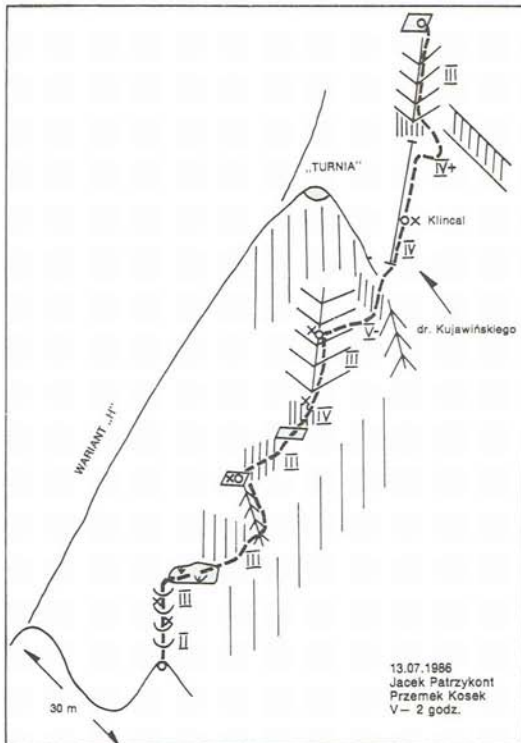 III
IV+
„TURNIA"
Klincal
IV
dr. Kujawińskiego
V-
III
IV
WARIANT „H"
III
III
III
II
30 m
13.07.1986
Jacek Patrzykont
Przemek Kosek
V— 2 godz.